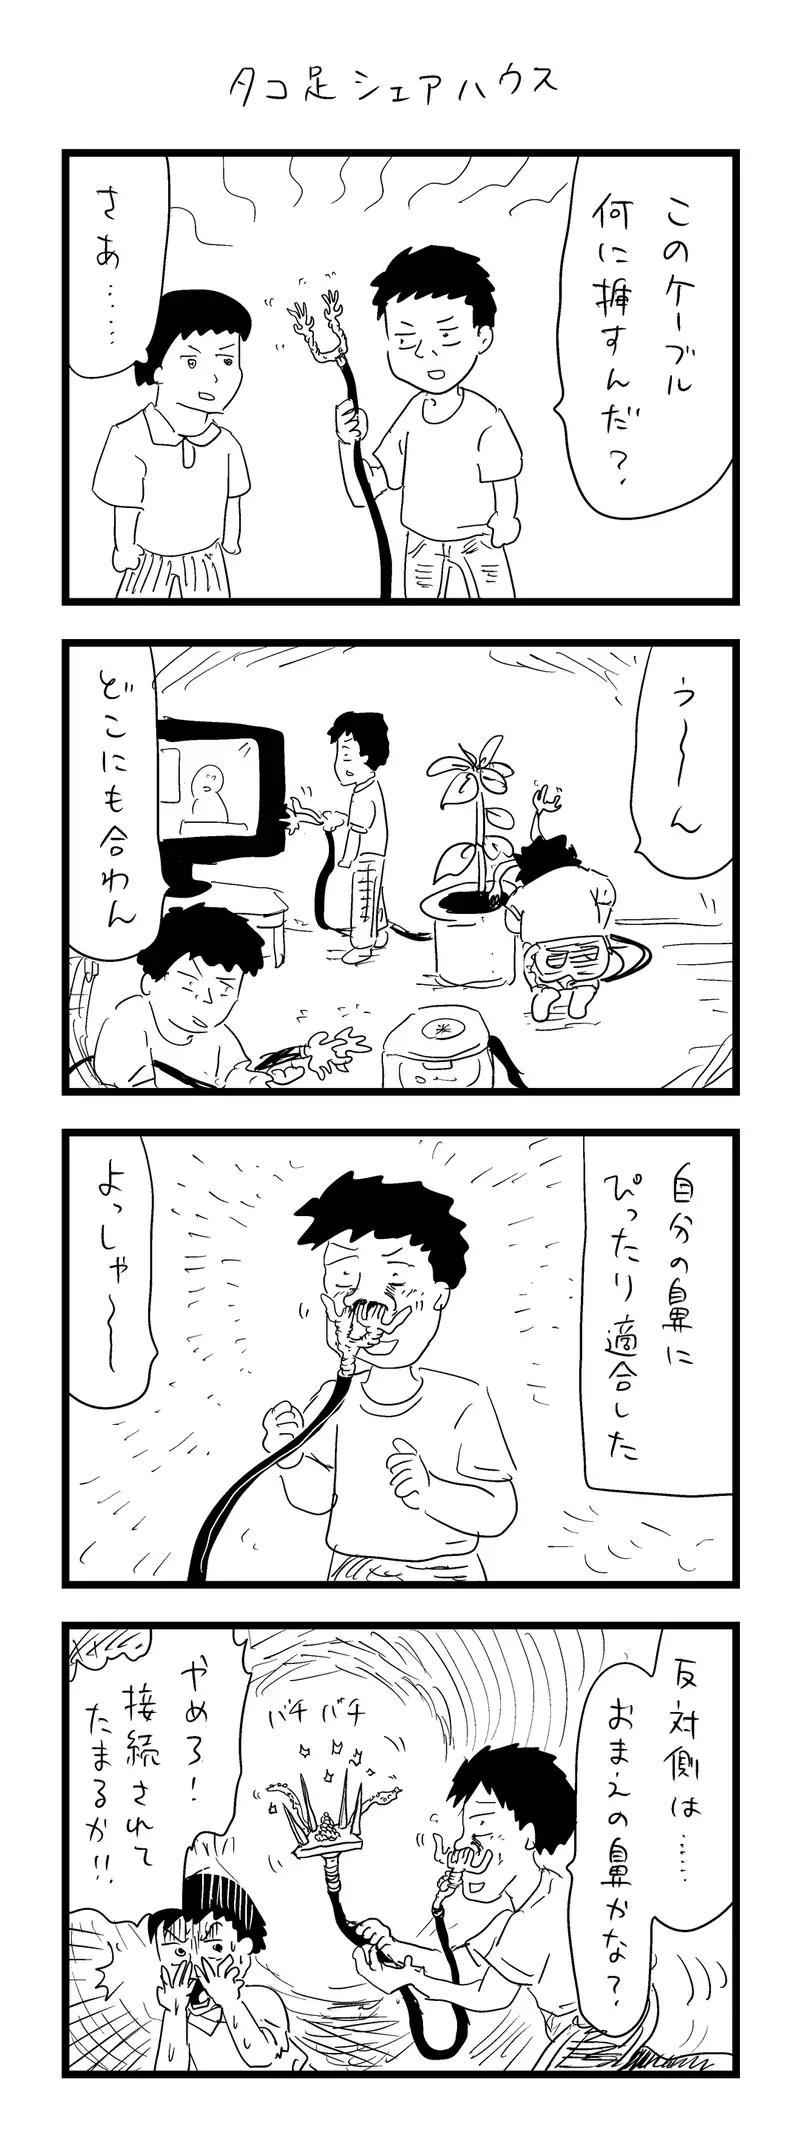 タコ足シェアハウス
このケーブル
何に挿すんだ？
さあ……
う〜〜ん
どこにも合わん
自分の鼻に
ぴったり適合した
よっしゃ〜〜
反対側は……
おまえの鼻かな？
バチバチ
やめろ！
接続されて
たまるか!!